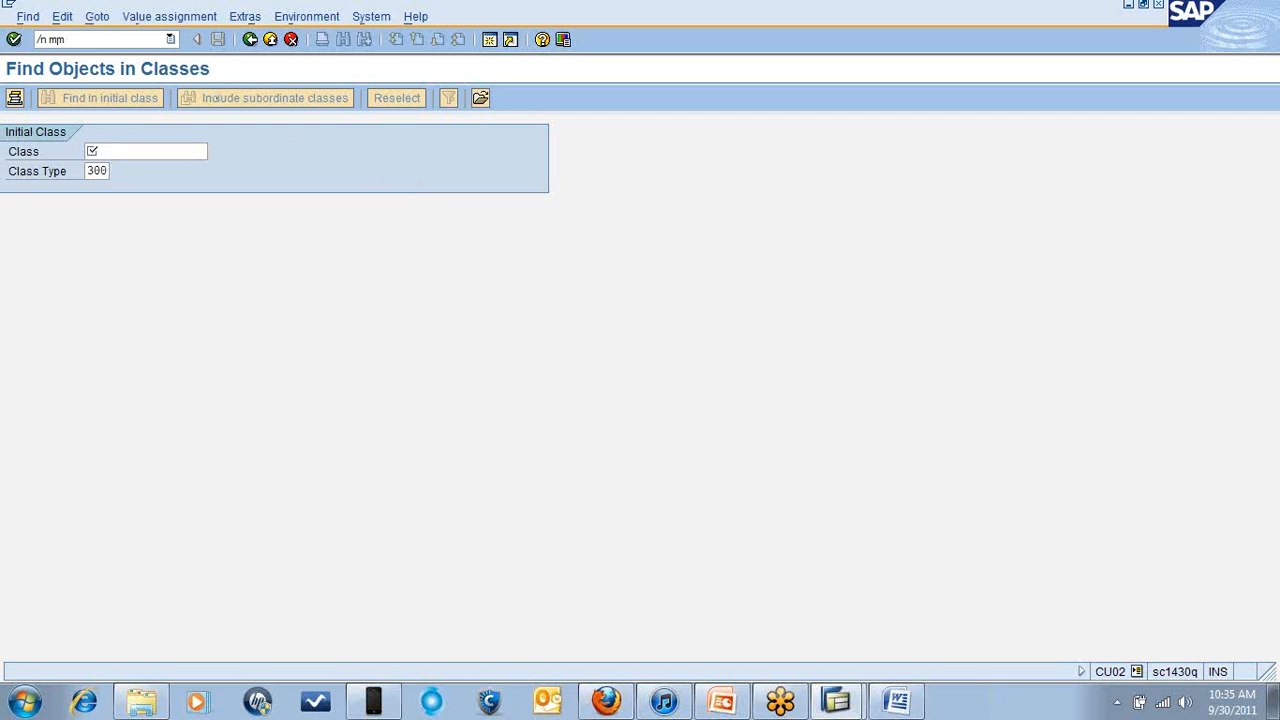 Find Edit Goto Value assignment Extras Environment System Help
SAP
/n mm
Find Objects in Classes
Find in initial class Include subordinate classes Reselect
Initial Class
Class
Class Type 300
CU02 sc1430q INS
10:35 AM
9/30/2011